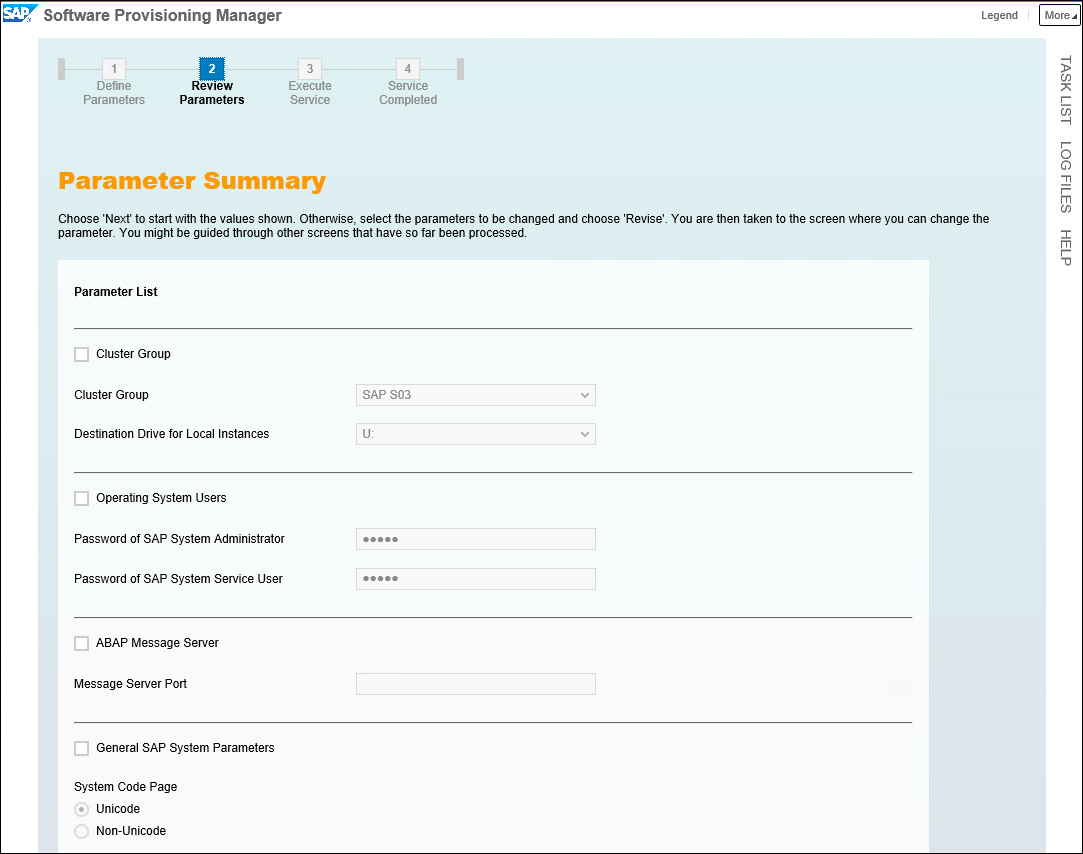 SAP Software Provisioning Manager
Legend
More
1
Define
Parameters
2
Review
Parameters
3
Execute
Service
4
Service
Completed
TASK LIST
LOG FILES
HELP
Parameter Summary
Choose 'Next' to start with the values shown. Otherwise, select the parameters to be changed and choose 'Revise'. You are then taken to the screen where you can change the
parameter. You might be guided through other screens that have so far been processed.
Parameter List
Cluster Group
Cluster Group SAP S03
Destination Drive for Local Instances U:
Operating System Users
Password of SAP System Administrator •••••
Password of SAP System Service User •••••
ABAP Message Server
Message Server Port
General SAP System Parameters
System Code Page
Unicode
Non-Unicode